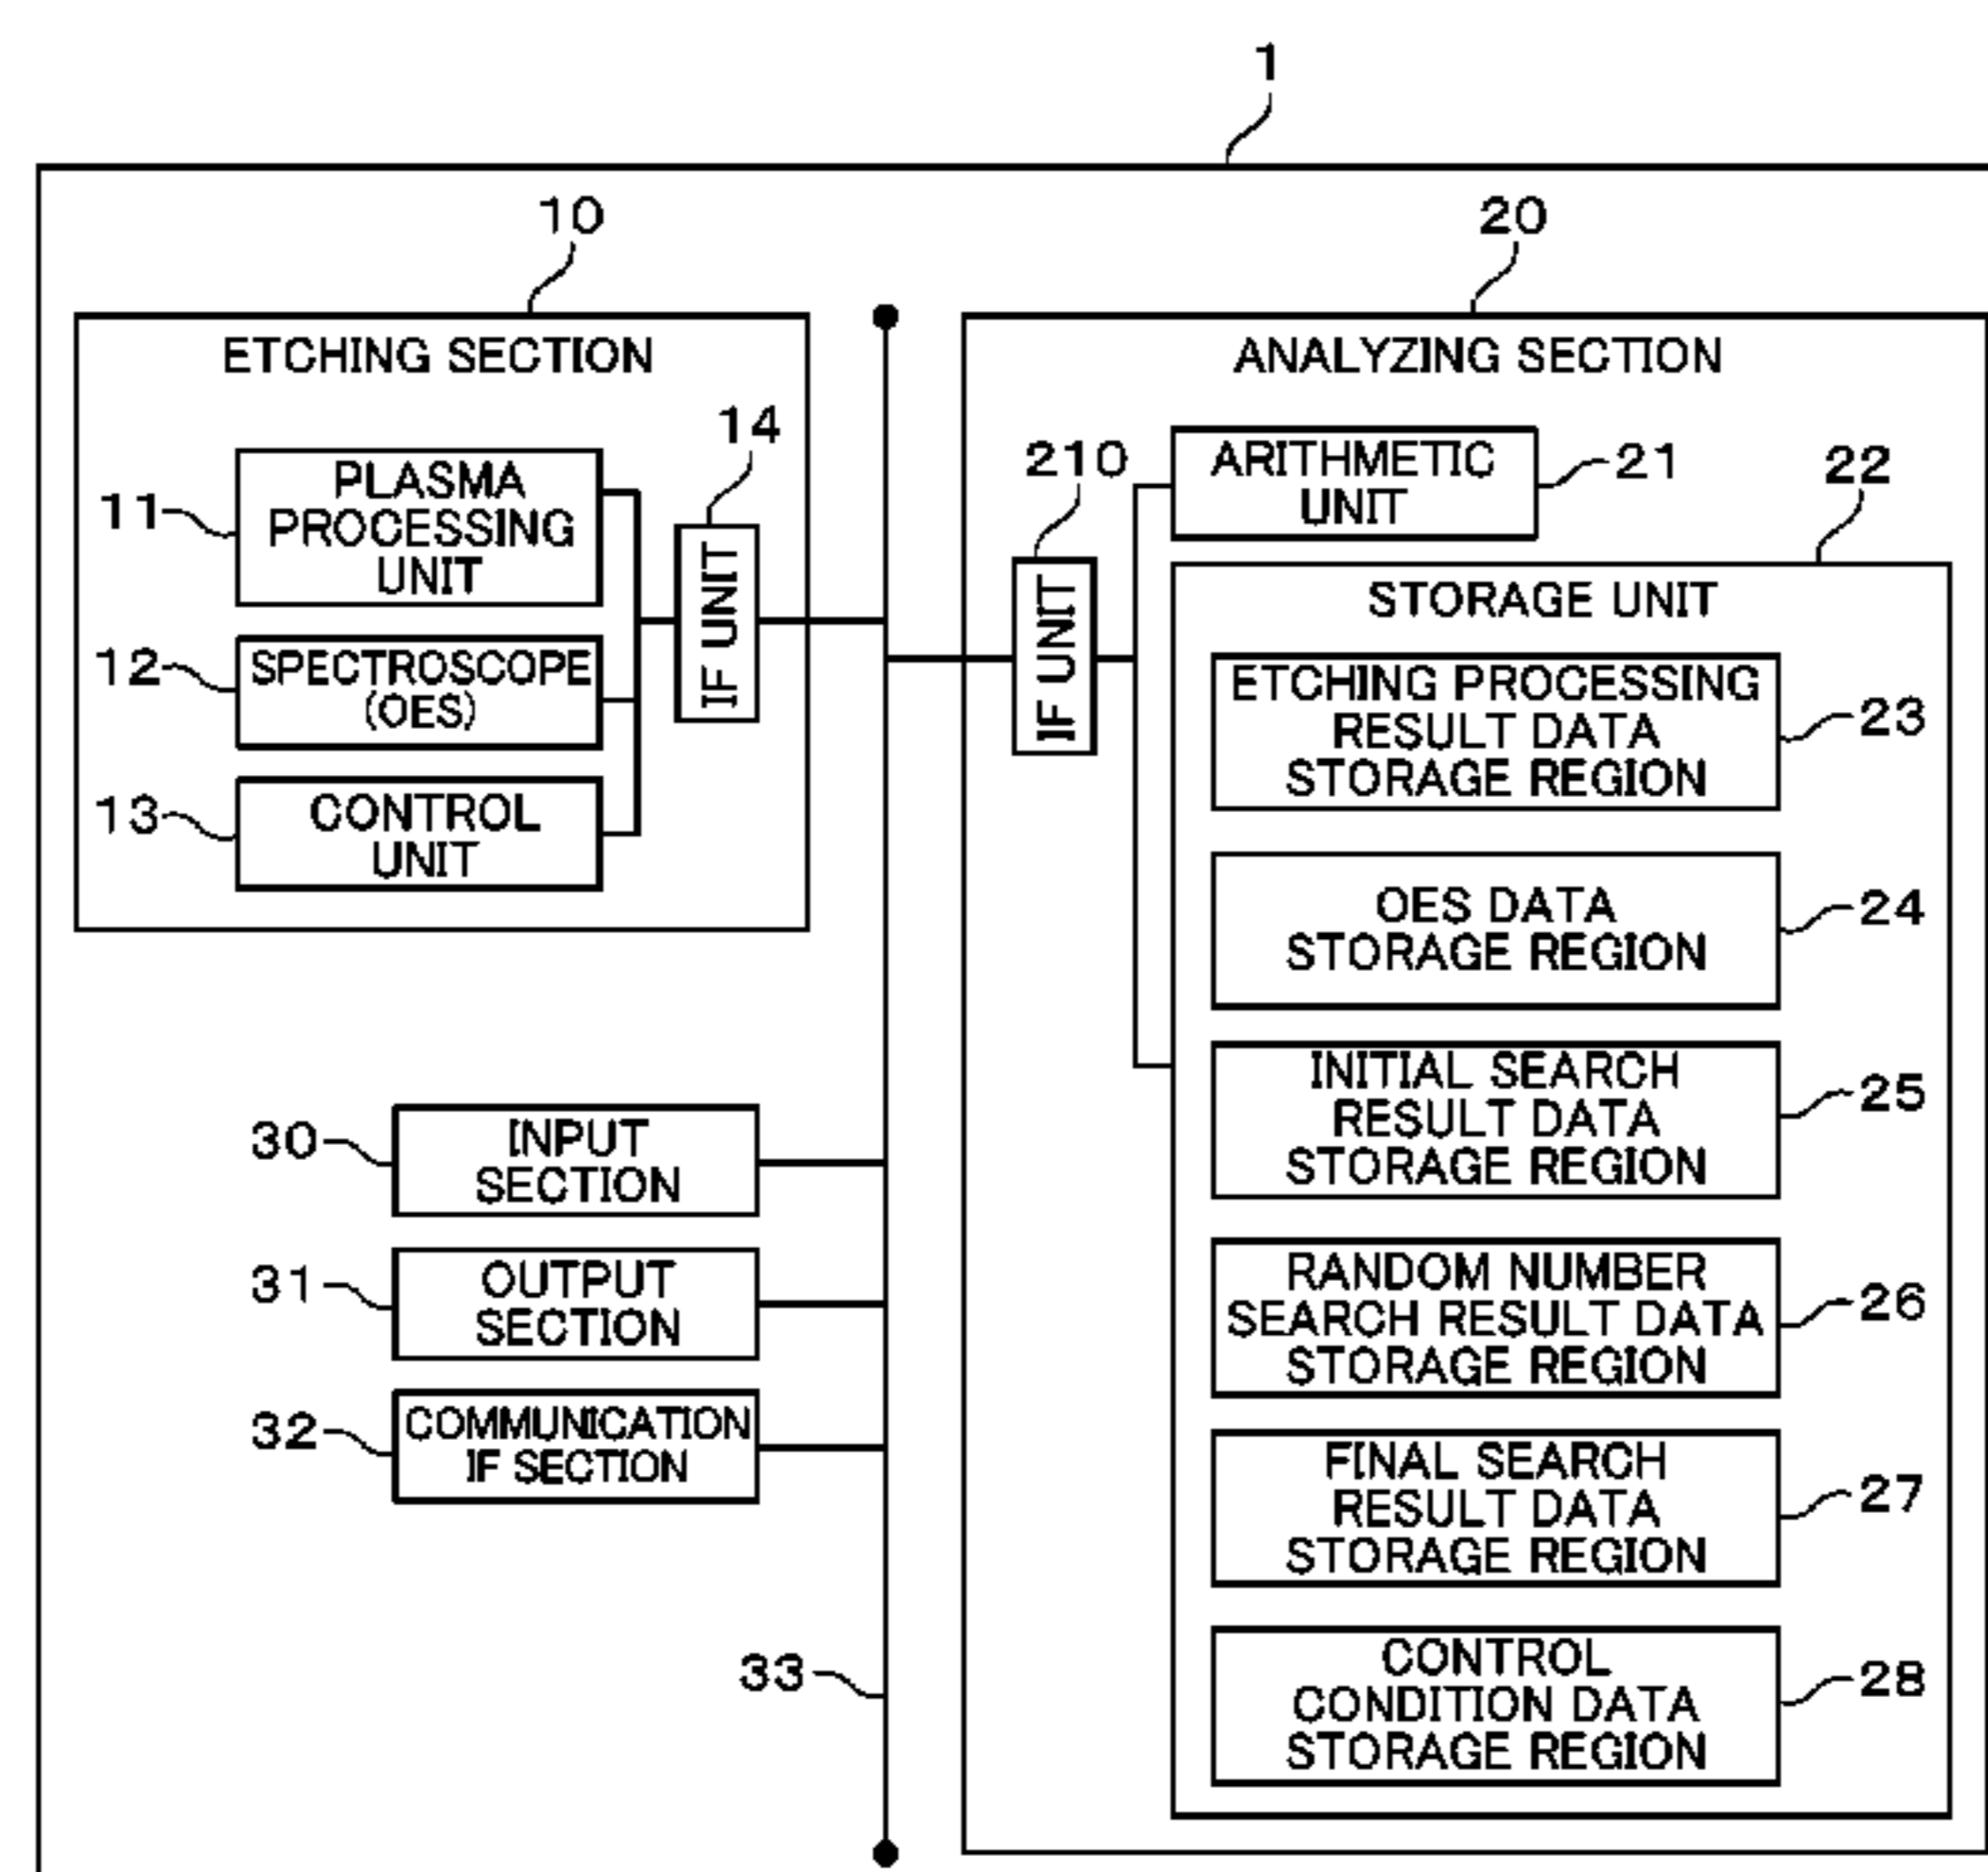 1
10
20
ETCHING SECTION
ANALYZING SECTION
14
11
PLASMA
PROCESSING
UNIT
12
SPECTROSCOPE
(OES)
13
CONTROL
UNIT
IF UNIT
210
IF UNIT
ARITHMETIC
UNIT
21
22
STORAGE UNIT
ETCHING PROCESSING
RESULT DATA
STORAGE REGION
23
OES DATA
STORAGE REGION
24
INITIAL SEARCH
RESULT DATA
STORAGE REGION
25
RANDOM NUMBER
SEARCH RESULT DATA
STORAGE REGION
26
FINAL SEARCH
RESULT DATA
STORAGE REGION
27
CONTROL
CONDITION DATA
STORAGE REGION
28
30
INPUT
SECTION
31
OUTPUT
SECTION
32
COMMUNICATION
IF SECTION
33